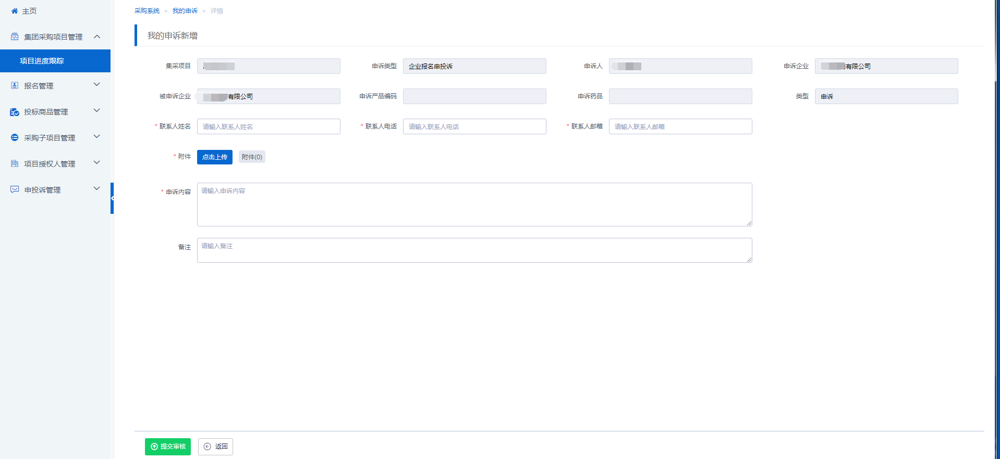 主页
集团采购项目管理
项目进度跟踪
报名管理
投标商品管理
采购子项目管理
项目授权人管理
申投诉管理
采购系统 > 我的申诉 > 详情
我的申诉新增
集采项目 申诉类型 企业报名申投诉 申诉人 申诉企业 有限公司
被申诉企业 有限公司 申诉产品编码 申诉药品 类型 申诉
* 联系人姓名 请输入联系人姓名 * 联系人电话 请输入联系人电话 * 联系人邮箱 请输入联系人邮箱
* 附件 点击上传 附件(0)
* 申诉内容 请输入申诉内容
备注 请输入备注
提交审核 返回